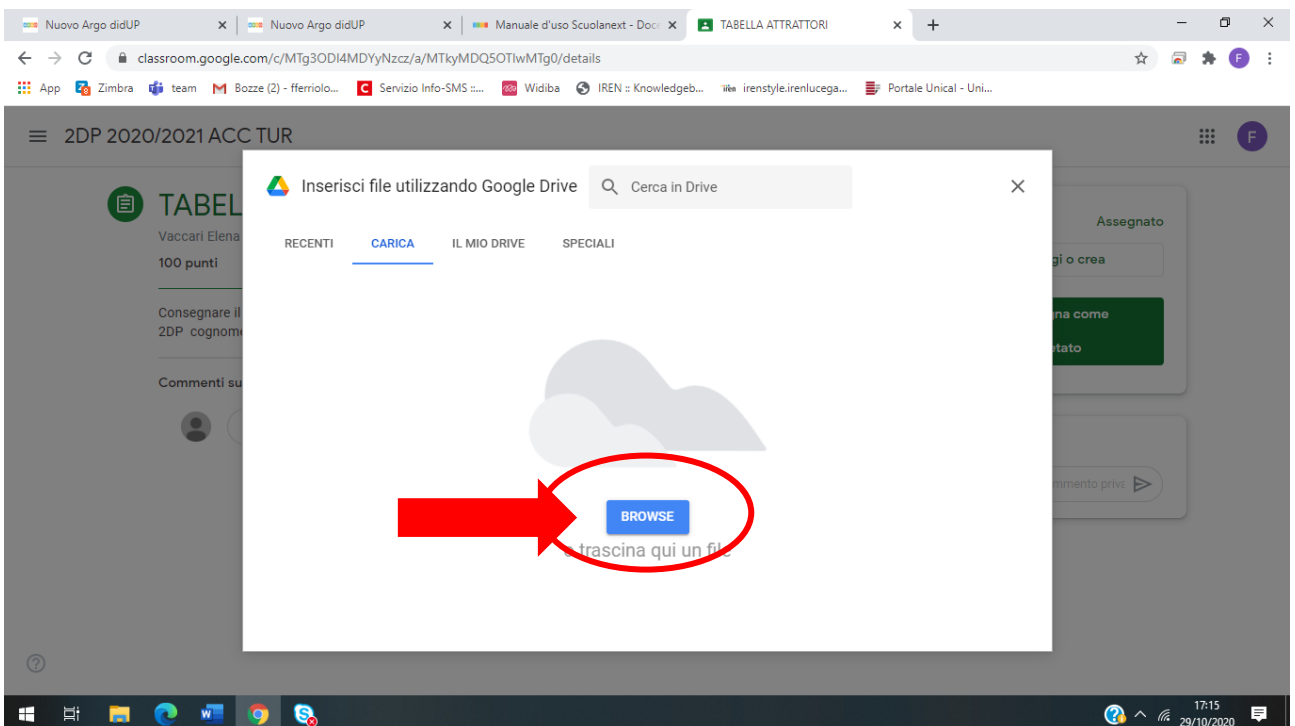 Nuovo Argo didUP
Nuovo Argo didUP
Manuale d'uso Scuolanext - Doce
TABELLA ATTRATTORI
classroom.google.com/c/MTg3ODI4MDYyNzcz/a/MTkyMDQ5OTIwMTg0/details
F
App Zimbra team Bozze (2) - fferriolo... Servizio Info-SMS ::... Widiba IREN :: Knowledgeb... irenstyle.irenlucega... Portale Unical - Uni...
2DP 2020/2021 ACC TUR
F
Inserisci file utilizzando Google Drive
Cerca in Drive
RECENTI CARICA IL MIO DRIVE SPECIALI
TABEL
Vaccari Elena
100 punti
Consegnare il
2DP cognome
Commenti su
Assegnato
gi o crea
gna come
etato
mmento priva
BROWSE
o trascina qui un file
17:15
29/10/2020